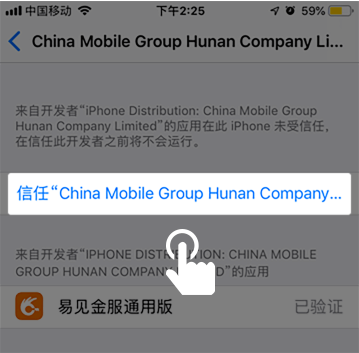 中国移动 下午2:25 59%
China Mobile Group Hunan Company Li...
来自开发者“iPhone Distribution: China Mobile Group
Hunan Company Limited”的应用在此 iPhone 未受信任，
在信任此开发者之前将不会运行。
信任“China Mobile Group Hunan Company...
来自开发者“IPHONE DISTRIBUTION: CHINA MOBILE
GROUP HUNAN COMPANY LIMITED”的应用
易见金服通用版 已验证